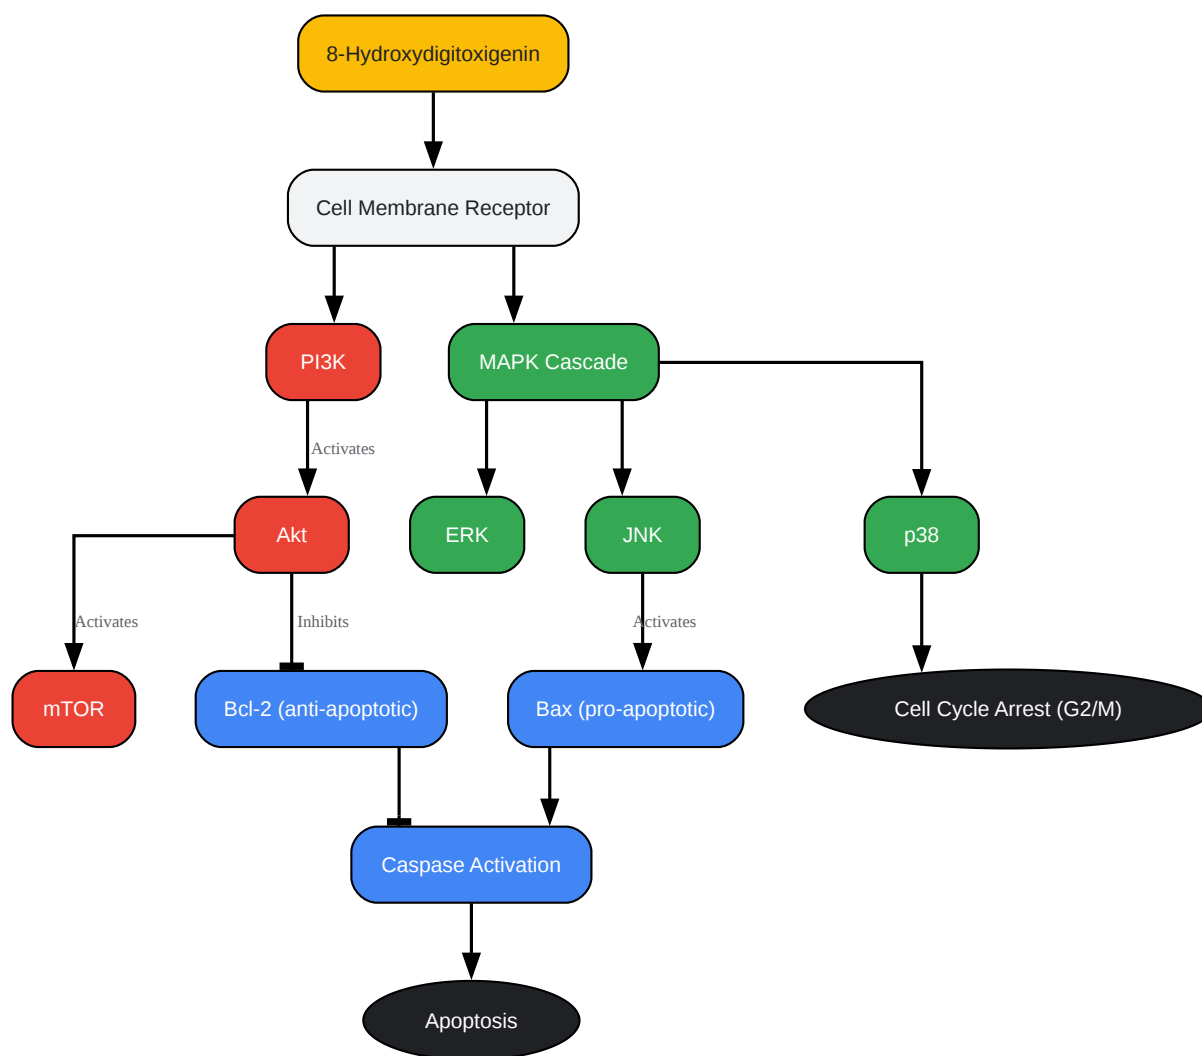 8-Hydroxydigitoxigenin
Cell Membrane Receptor
PI3K
MAPK Cascade
Activates
Akt
ERK
JNK
p38
Activates
Inhibits
Activates
mTOR
Bcl-2 (anti-apoptotic)
Bax (pro-apoptotic)
Cell Cycle Arrest (G2/M)
Caspase Activation
Apoptosis